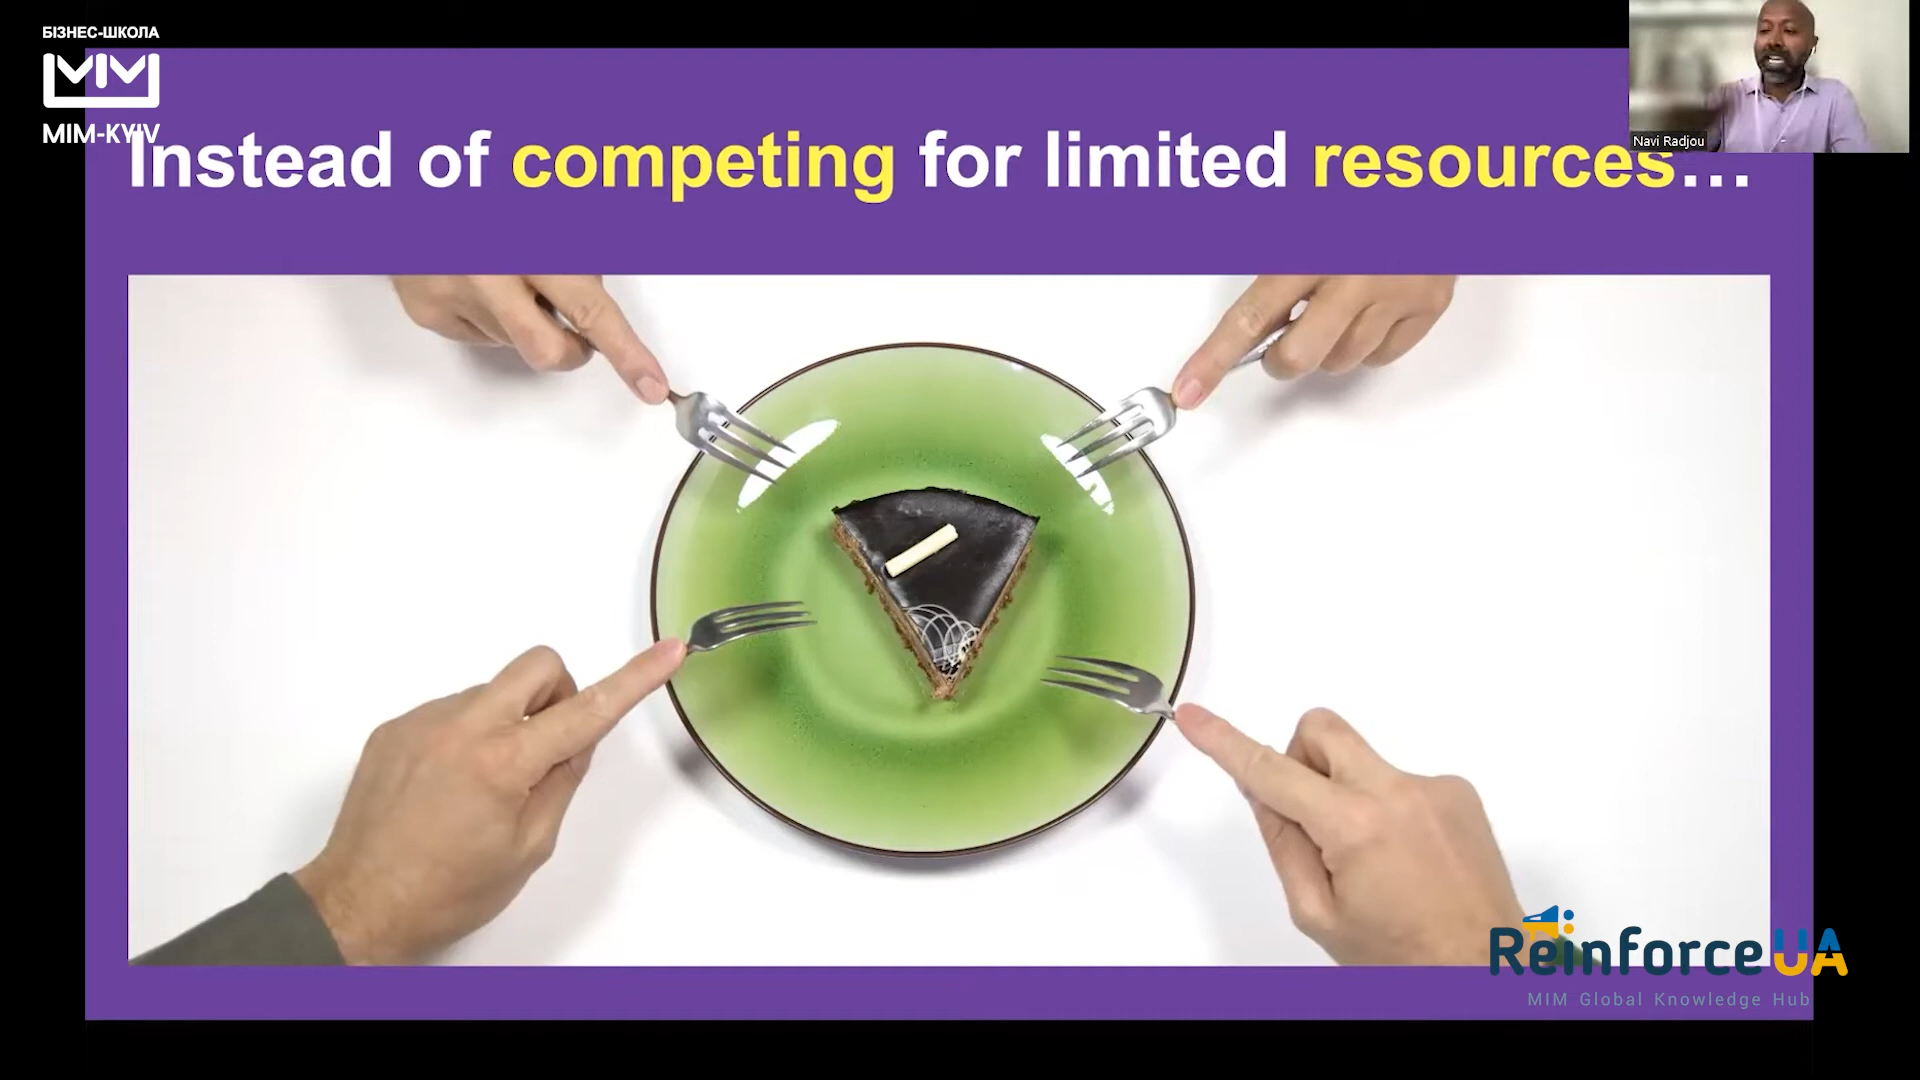 БІЗНЕС-ШКОЛА
MIM-KYIV
Navi Radjou
Instead of competing for limited resources...
ReinforceUA
MIM Global Knowledge Hub